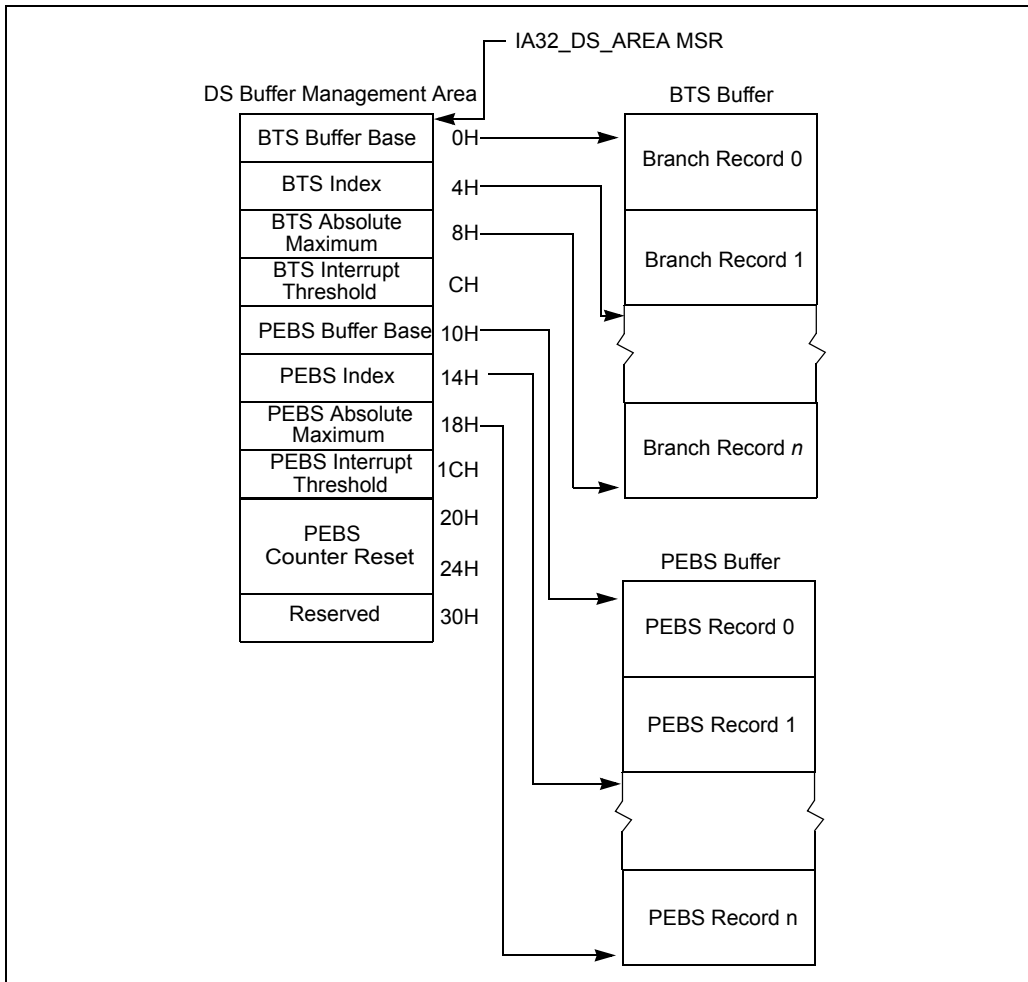 IA32_DS_AREA MSR
DS Buffer Management Area
BTS Buffer Base 0H
BTS Index 4H
BTS Absolute
Maximum 8H
BTS Interrupt
Threshold CH
PEBS Buffer Base 10H
PEBS Index 14H
PEBS Absolute
Maximum 18H
PEBS Interrupt
Threshold 1CH
20H
PEBS
Counter Reset
24H
Reserved 30H
BTS Buffer
Branch Record 0
Branch Record 1
Branch Record n
PEBS Buffer
PEBS Record 0
PEBS Record 1
PEBS Record n